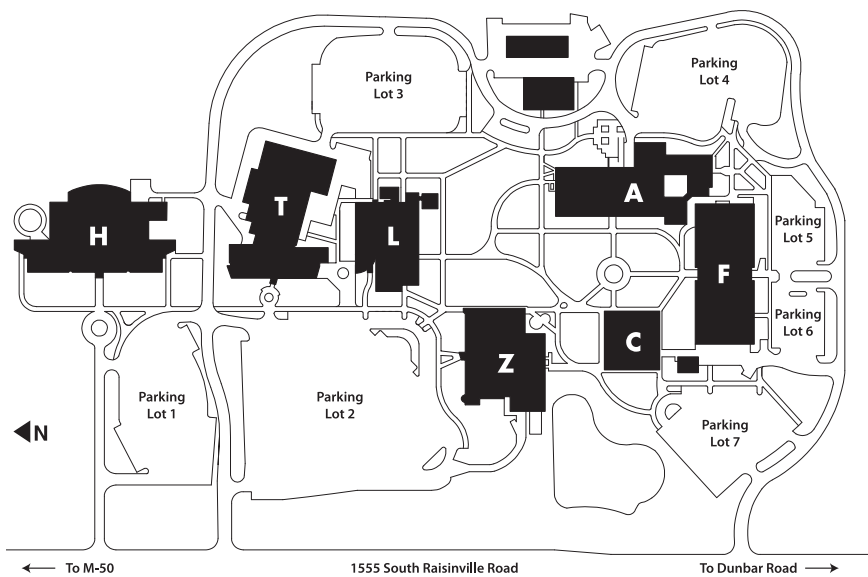 Parking
Lot 3
Parking
Lot 4
H
T
L
A
Parking
Lot 5
F
Z
C
Parking
Lot 6
Parking
Lot 1
Parking
Lot 2
Parking
Lot 7
N
To M-50
1555 South Raisinville Road
To Dunbar Road